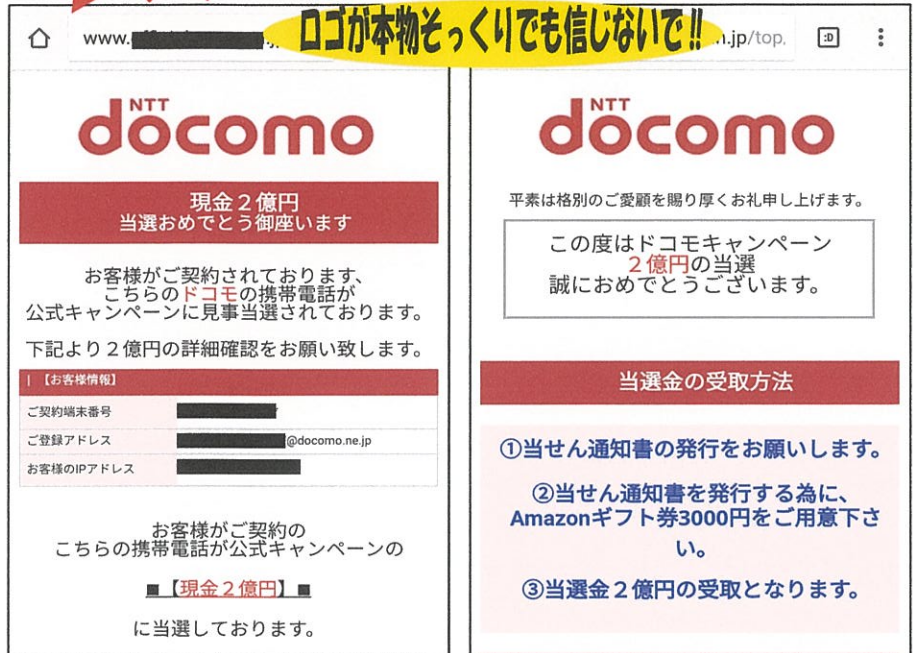 ロゴが本物そっくりでも信じないで!!
www.
.jp/top.
:D
NTT
docomo
現金2億円
当選おめでとう御座います
お客様がご契約されております、
こちらのドコモの携帯電話が
公式キャンペーンに見事当選されております。
下記より2億円の詳細確認をお願い致します。
|【お客様情報】
ご契約端末番号
ご登録アドレス
@docomo.ne.jp
お客様のIPアドレス
お客様がご契約の
こちらの携帯電話が公式キャンペーンの
■【現金2億円】■
に当選しております。
NTT
docomo
平素は格別のご愛顧を賜り厚くお礼申し上げます。
この度はドコモキャンペーン
2億円の当選
誠におめでとうございます。
当選金の受取方法
①当せん通知書の発行をお願いします。
②当せん通知書を発行する為に、
Amazonギフト券3000円をご用意下さ
い。
③当選金2億円の受取となります。